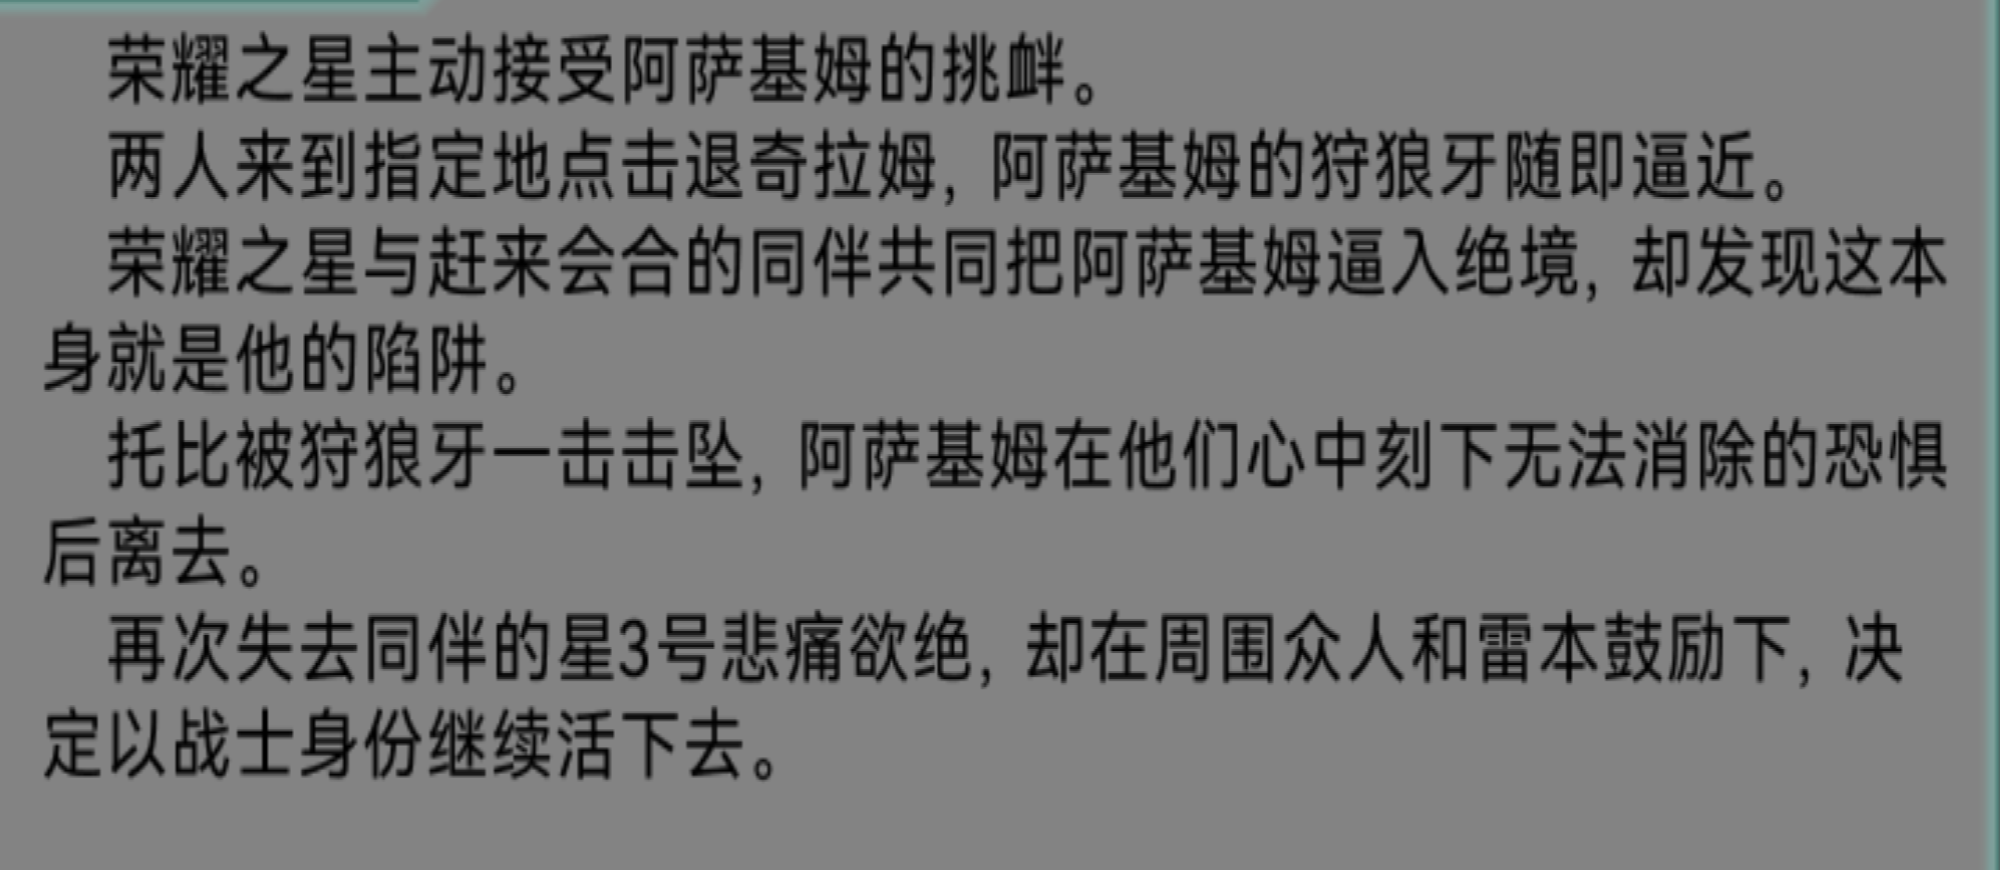 荣耀之星主动接受阿萨基姆的挑衅。
两人来到指定地点击退奇拉姆, 阿萨基姆的狩狼牙随即逼近。
荣耀之星与赶来会合的同伴共同把阿萨基姆逼入绝境, 却发现这本
身就是他的陷阱。
托比被狩狼牙一击击坠, 阿萨基姆在他们心中刻下无法消除的恐惧
后离去。
再次失去同伴的星3号悲痛欲绝, 却在周围众人和雷本鼓励下, 决
定以战士身份继续活下去。